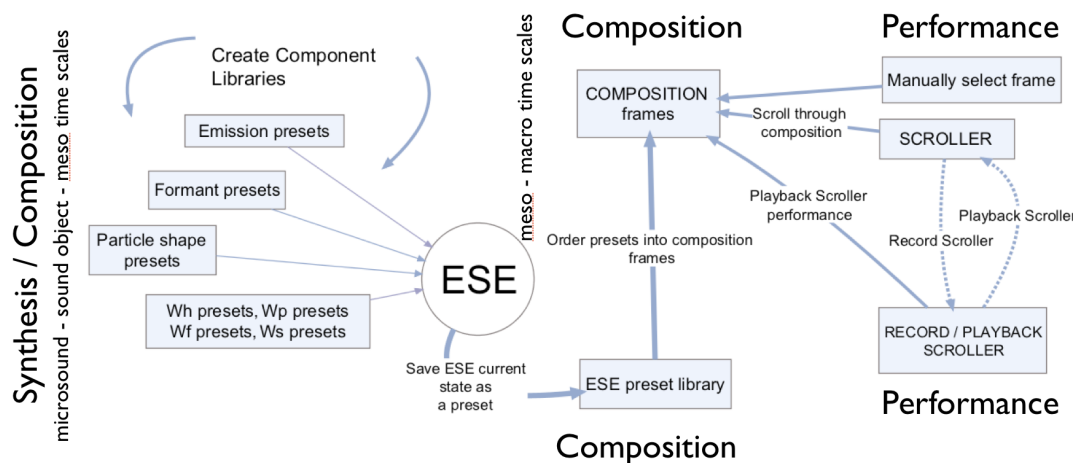 Synthesis / Composition
microsound - sound object - meso time scales
Create Component
Libraries
Emission presets
Formant presets
Particle shape
presets
Wh presets, Wp presets
Wf presets, Ws presets
ESE
Save ESE current
state as
a preset
meso - macro time scales
Composition
COMPOSITION
frames
Order presets into composition
frames
ESE preset library
Composition
Performance
Manually select frame
Scroll through
composition
SCROLLER
Playback Scroller
performance
Playback Scroller
Record Scroller
RECORD / PLAYBACK
SCROLLER
Performance